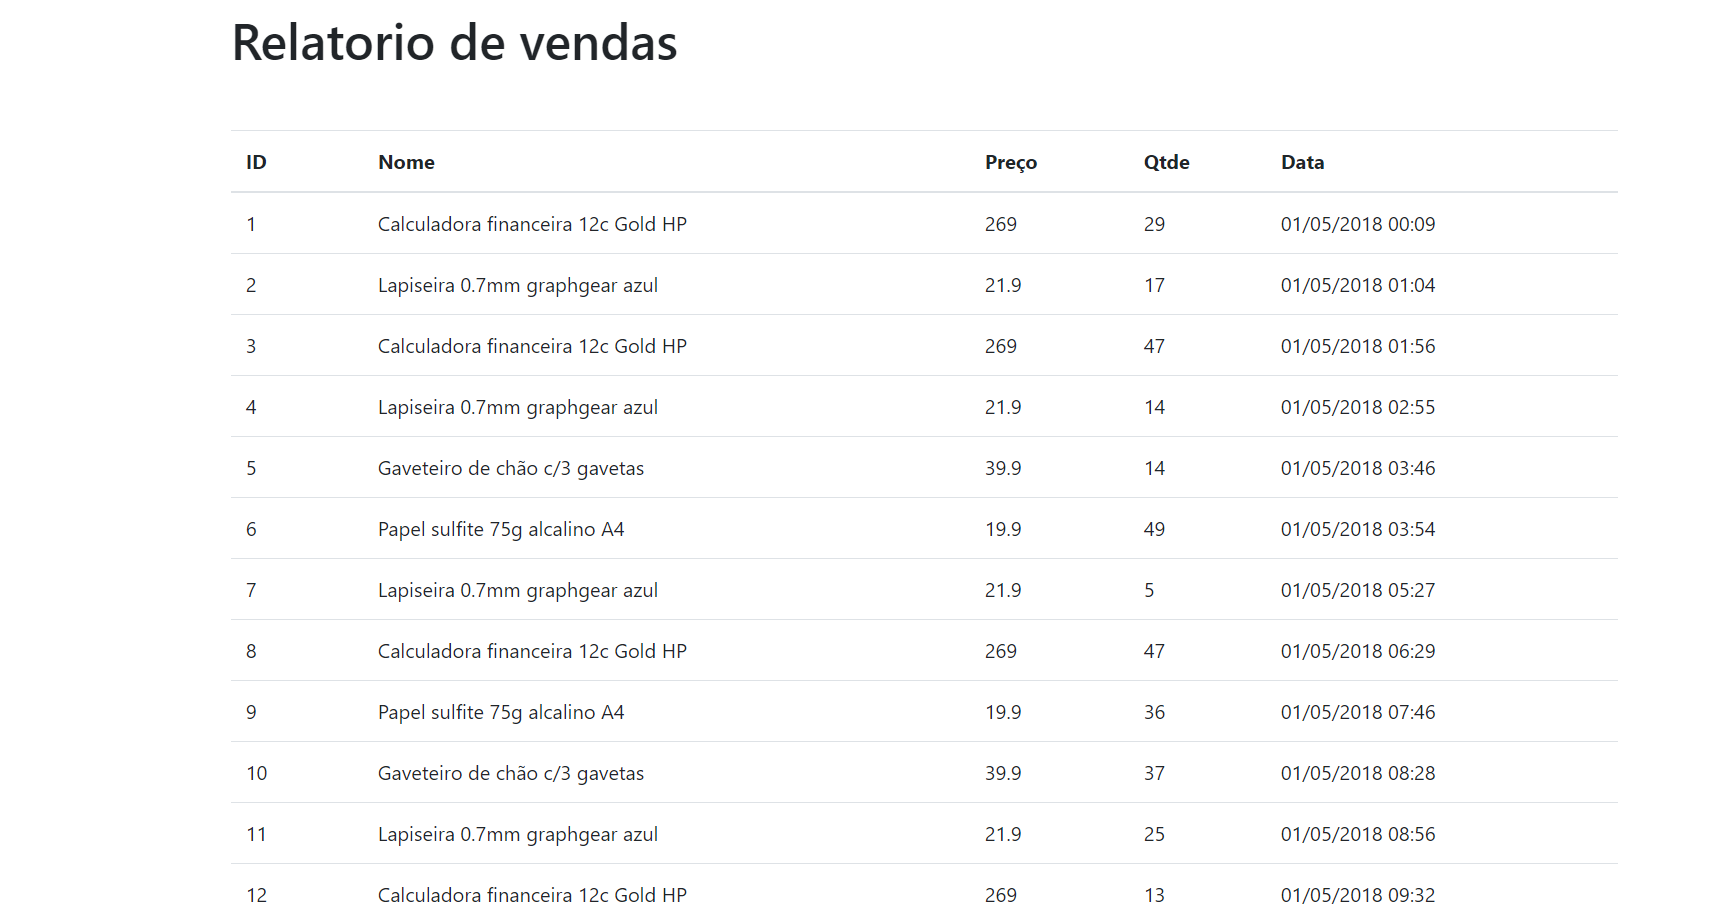 Relatorio de vendas
ID Nome Preço Qtde Data
1 Calculadora financeira 12c Gold HP 269 29 01/05/2018 00:09
2 Lapiseira 0.7mm graphgear azul 21.9 17 01/05/2018 01:04
3 Calculadora financeira 12c Gold HP 269 47 01/05/2018 01:56
4 Lapiseira 0.7mm graphgear azul 21.9 14 01/05/2018 02:55
5 Gaveteiro de chão c/3 gavetas 39.9 14 01/05/2018 03:46
6 Papel sulfite 75g alcalino A4 19.9 49 01/05/2018 03:54
7 Lapiseira 0.7mm graphgear azul 21.9 5 01/05/2018 05:27
8 Calculadora financeira 12c Gold HP 269 47 01/05/2018 06:29
9 Papel sulfite 75g alcalino A4 19.9 36 01/05/2018 07:46
10 Gaveteiro de chão c/3 gavetas 39.9 37 01/05/2018 08:28
11 Lapiseira 0.7mm graphgear azul 21.9 25 01/05/2018 08:56
12 Calculadora financeira 12c Gold HP 269 13 01/05/2018 09:32